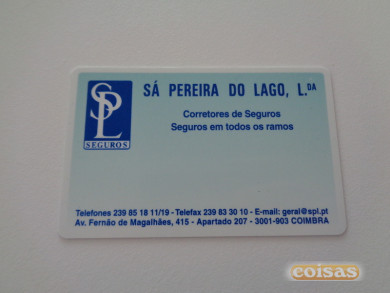 SPL
SEGUROS
SÁ PEREIRA DO LAGO, L.DA
Corretores de Seguros
Seguros em todos os ramos
Telefones 239 85 18 11/19 - Telefax 239 83 30 10 - E-mail: geral@spl.pt
Av. Fernão de Magalhães, 415 - Apartado 207 - 3001-903 COIMBRA
coisas